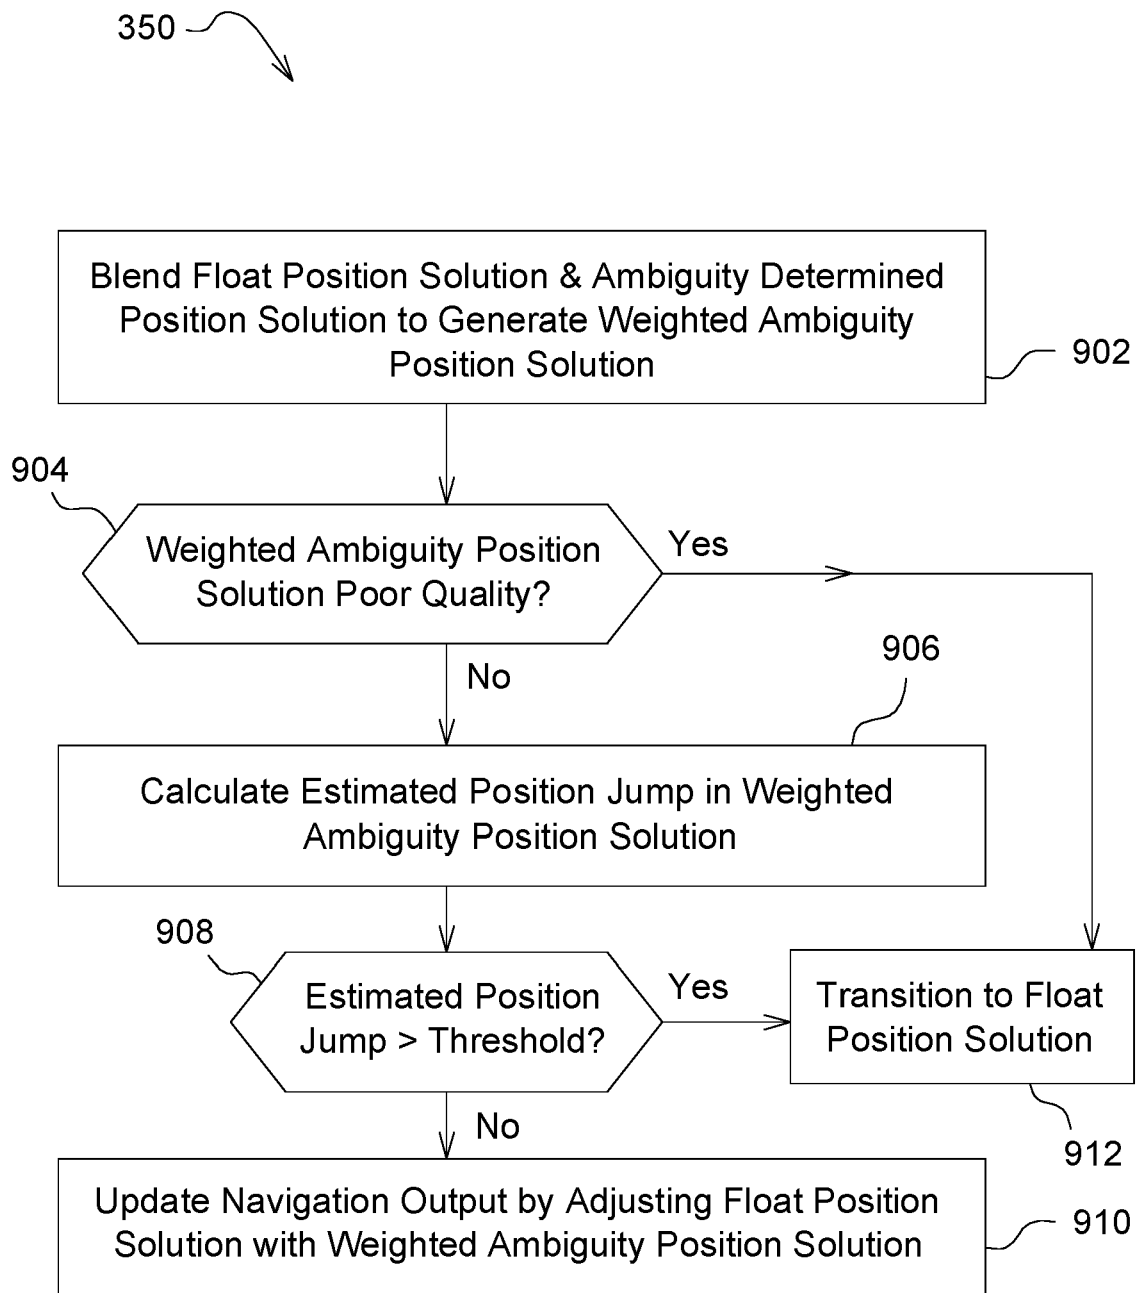 350
Blend Float Position Solution & Ambiguity Determined
Position Solution to Generate Weighted Ambiguity
Position Solution
902
904
Weighted Ambiguity Position
Solution Poor Quality?
Yes
No
906
Calculate Estimated Position Jump in Weighted
Ambiguity Position Solution
908
Estimated Position
Jump > Threshold?
Yes
Transition to Float
Position Solution
912
No
Update Navigation Output by Adjusting Float Position
Solution with Weighted Ambiguity Position Solution
910